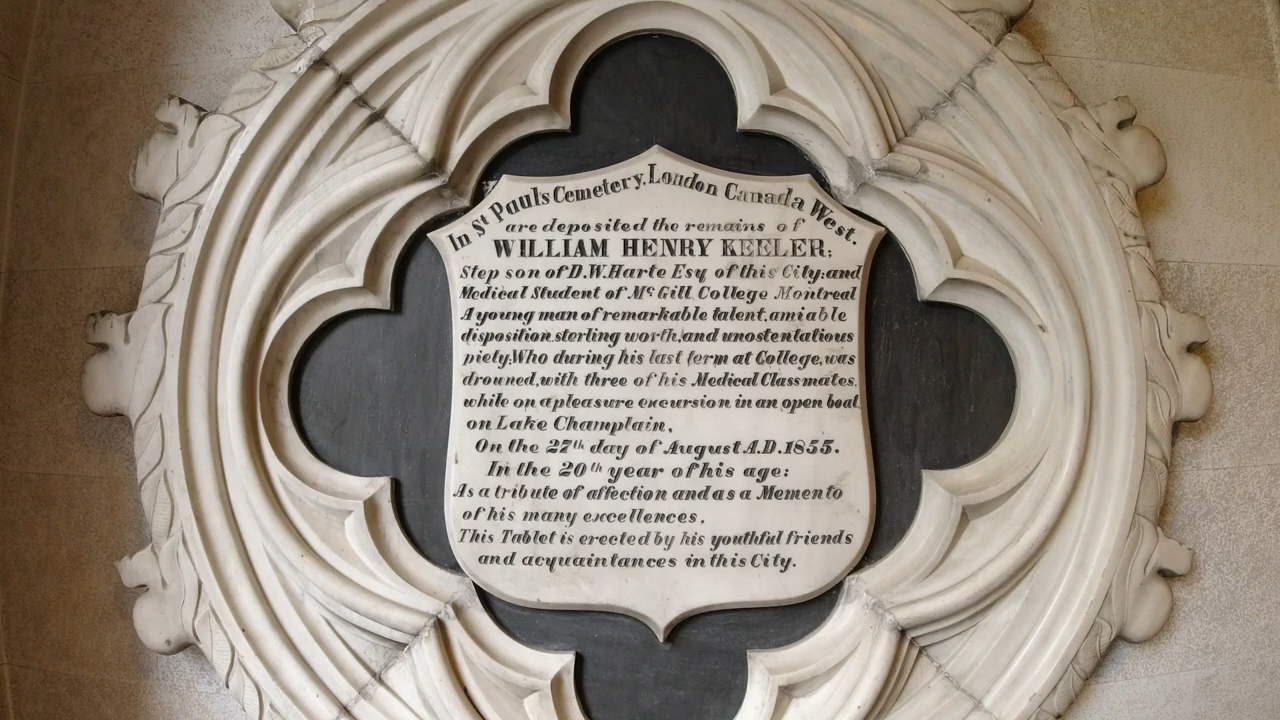 In St Pauls Cemetery, London Canada West.
are deposited the remains of
WILLIAM HENRY KEELER;
Step son of D.W. Harte Esq of this City; and
Medical Student of Mc Gill College Montreal
A young man of remarkable talent, amiable
disposition, sterling worth, and unostentatious
piety, Who during his last term at College, was
drouned, with three of his Medical Classmates,
while on a pleasure excursion in an open boat
on Lake Champlain,
On the 27th day of August A.D. 1855.
In the 20th year of his age:
As a tribute of affection and as a Memento
of his many excellences,
This Tablet is erected by his youthful friends
and acquaintances in this City.